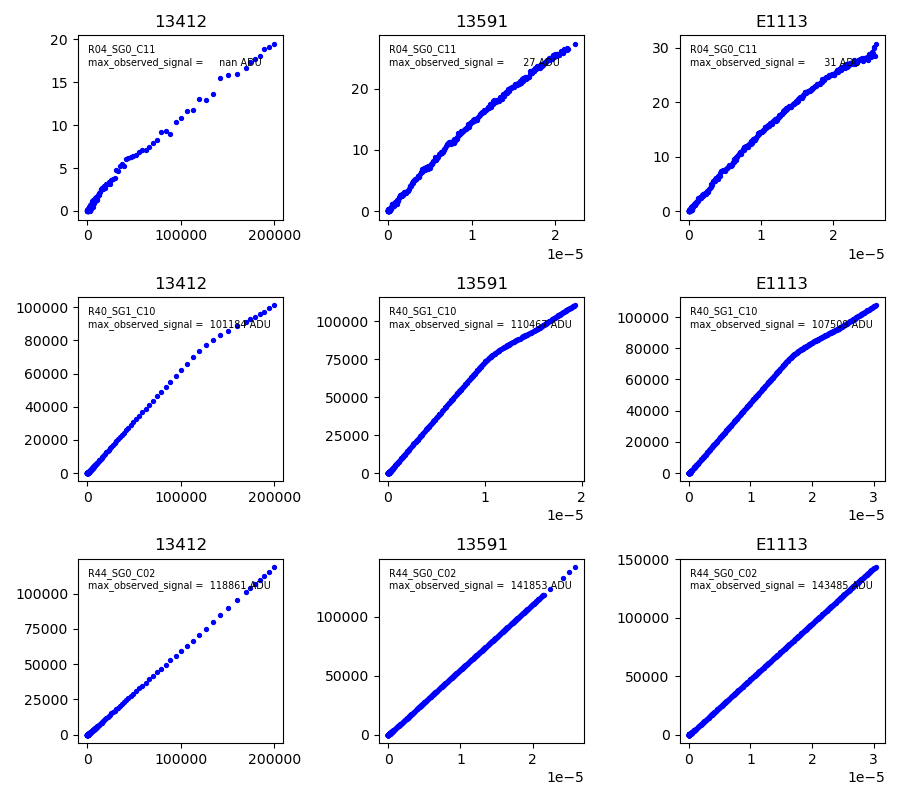 13412
R04_SG0_C11
max_observed_signal = nan ADU
20
15
10
5
0
0 100000 200000
13591
R04_SG0_C11
max_observed_signal = 27 ADU
20
10
0
0 1 2
1e−5
E1113
R04_SG0_C11
max_observed_signal = 31 ADU
30
20
10
0
0 1 2
1e−5
13412
R40_SG1_C10
max_observed_signal = 101184 ADU
100000
80000
60000
40000
20000
0
0 100000 200000
13591
R40_SG1_C10
max_observed_signal = 110467 ADU
100000
75000
50000
25000
0
0 1 2
1e−5
E1113
R40_SG1_C10
max_observed_signal = 107509 ADU
100000
80000
60000
40000
20000
0
0 1 2 3
1e−5
13412
R44_SG0_C02
max_observed_signal = 118861 ADU
100000
75000
50000
25000
0
0 100000 200000
13591
R44_SG0_C02
max_observed_signal = 141853 ADU
100000
50000
0
0 1 2
1e−5
E1113
R44_SG0_C02
max_observed_signal = 143485 ADU
150000
100000
50000
0
0 1 2 3
1e−5